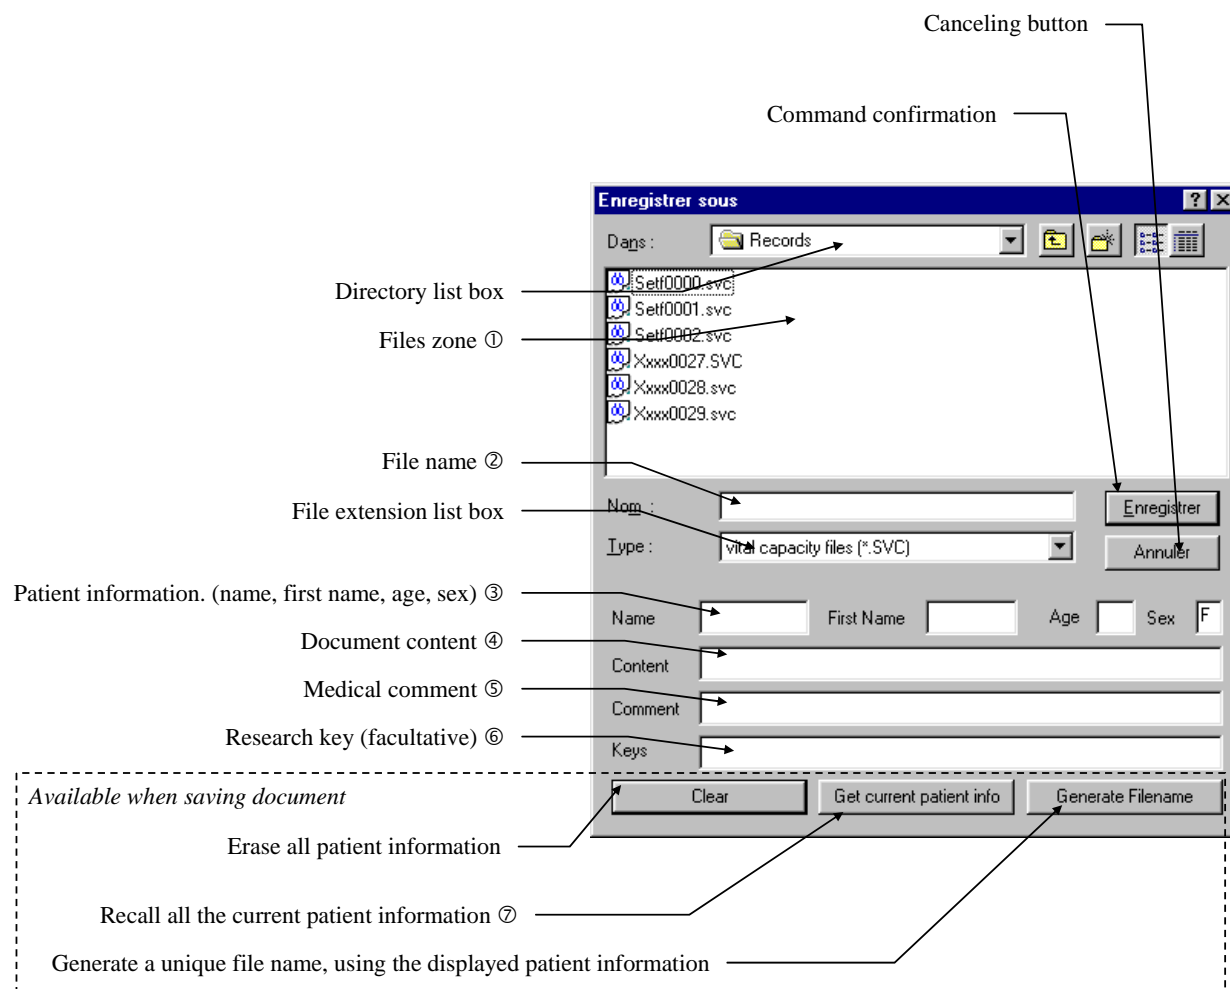 Canceling button
Command confirmation
Enregistrer sous
Dans :
Records
Setf0000.svc
Directory list box
Setf0001.svc
Files zone ①
Setf0002.svc
Xxxx0027.SVC
Xxxx0028.svc
Xxxx0029.svc
File name ②
Nom :
Enregistrer
File extension list box
Type :
vital capacity files (*.SVC)
Annuler
Patient information. (name, first name, age, sex) ③
Name
First Name
Age
Sex
F
Document content ④
Content
Medical comment ⑤
Comment
Research key (facultative) ⑥
Keys
Available when saving document
Clear
Get current patient info
Generate Filename
Erase all patient information
Recall all the current patient information ⑦
Generate a unique file name, using the displayed patient information